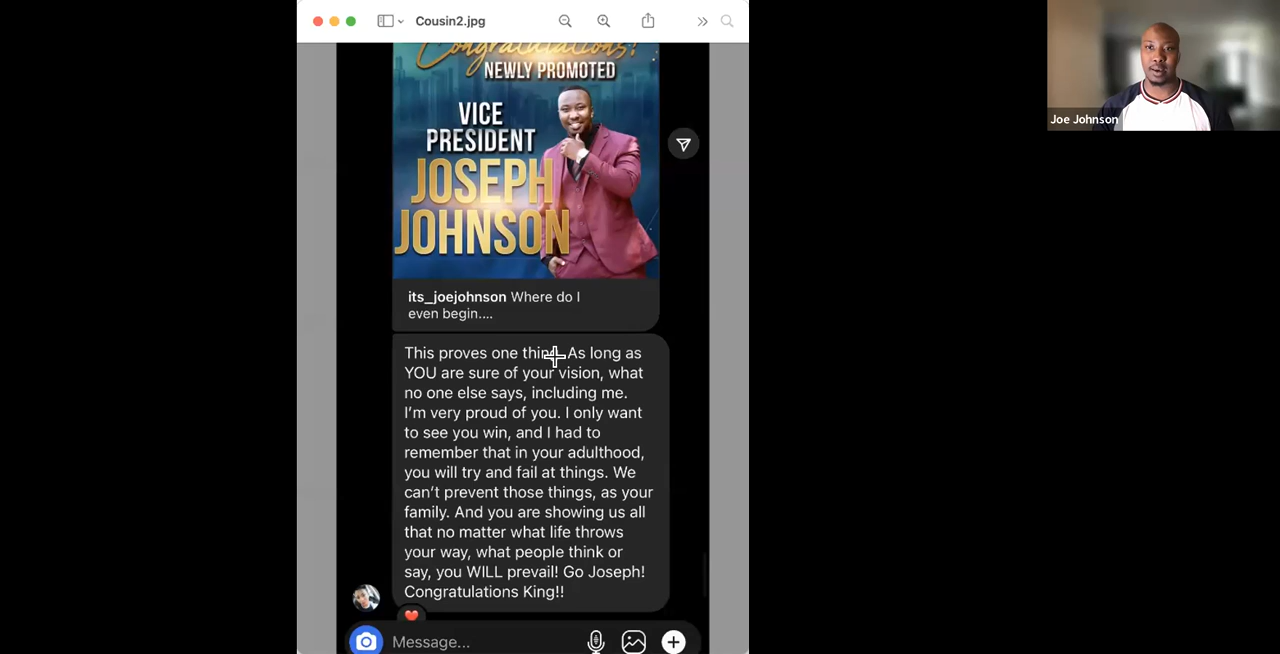 Cousin2.jpg
Congratulations!
NEWLY PROMOTED
VICE
PRESIDENT
JOSEPH
JOHNSON
its_joejohnson Where do I
even begin....
This proves one thing. As long as
YOU are sure of your vision, what
no one else says, including me.
I'm very proud of you. I only want
to see you win, and I had to
remember that in your adulthood,
you will try and fail at things. We
can't prevent those things, as your
family. And you are showing us all
that no matter what life throws
your way, what people think or
say, you WILL prevail! Go Joseph!
Congratulations King!!
Message...
Joe Johnson